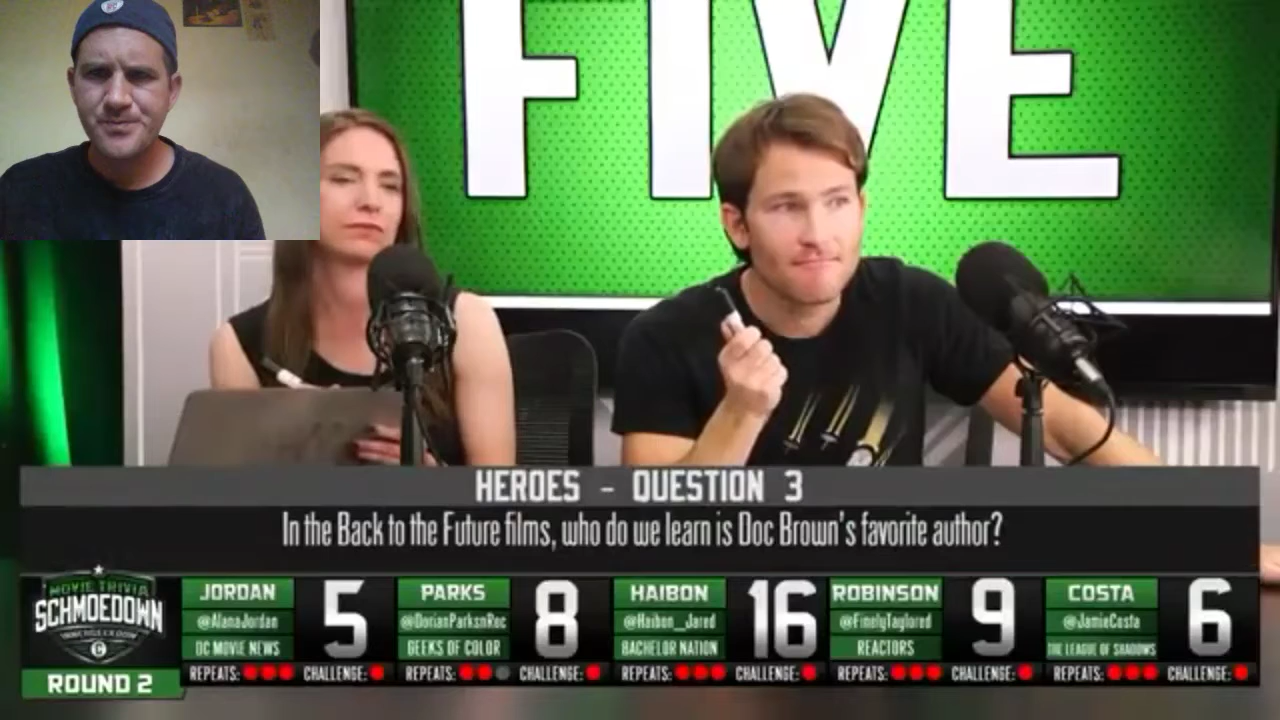 FIVE
HEROES - QUESTION 3
In the Back to the Future films, who do we learn is Doc Brown's favorite author?
MOVIE TRIVIA
SCHMOEDOWN
ROUND 2
JORDAN 5
@AlanaJordan
DC MOVIE NEWS
REPEATS: CHALLENGE:
PARKS 8
@DorianParksnRec
GEEKS OF COLOR
REPEATS: CHALLENGE:
HAIBON 16
@Haibon_Jared
BACHELOR NATION
REPEATS: CHALLENGE:
ROBINSON 9
@FinelyTaylored
REACTORS
REPEATS: CHALLENGE:
COSTA 6
@JamieCosta
THE LEAGUE OF SHADOWS
REPEATS: CHALLENGE: